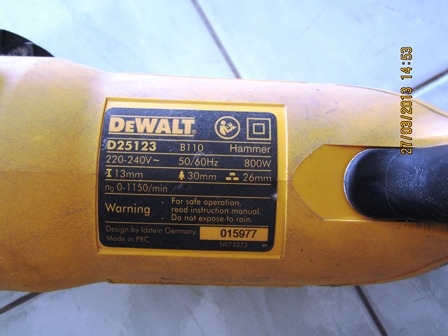 DEWALT
D25123 B110 Hammer
220-240V~ 50/60Hz 800W
13mm 30mm 26mm
n0 0-1150/min
Warning For safe operation,
read instruction manual.
Do not expose to rain.
Design by Idstein Germany
Made in PRC
015977
N075273
27/03/2013 14:53